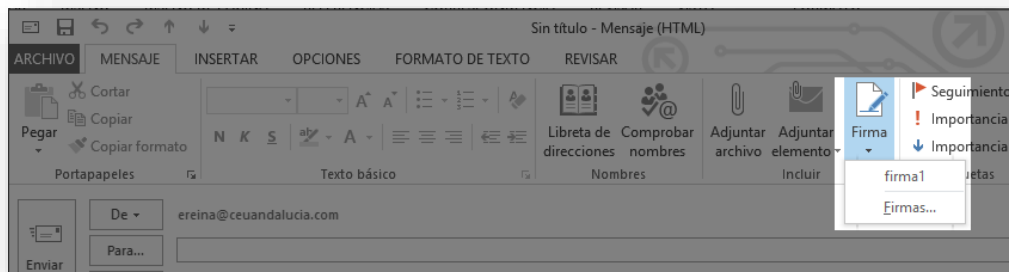 Sin título - Mensaje (HTML)
ARCHIVO MENSAJE INSERTAR OPCIONES FORMATO DE TEXTO REVISAR
Pegar
Cortar
Copiar
Copiar formato
Portapapeles
N K S
Texto básico
Libreta de direcciones
Comprobar nombres
Nombres
Adjuntar archivo
Adjuntar elemento
Firma
Incluir
Seguimiento
Importancia
Importancia
firma1
Firmas...
De
ereina@ceuandalucia.com
Para...
Enviar